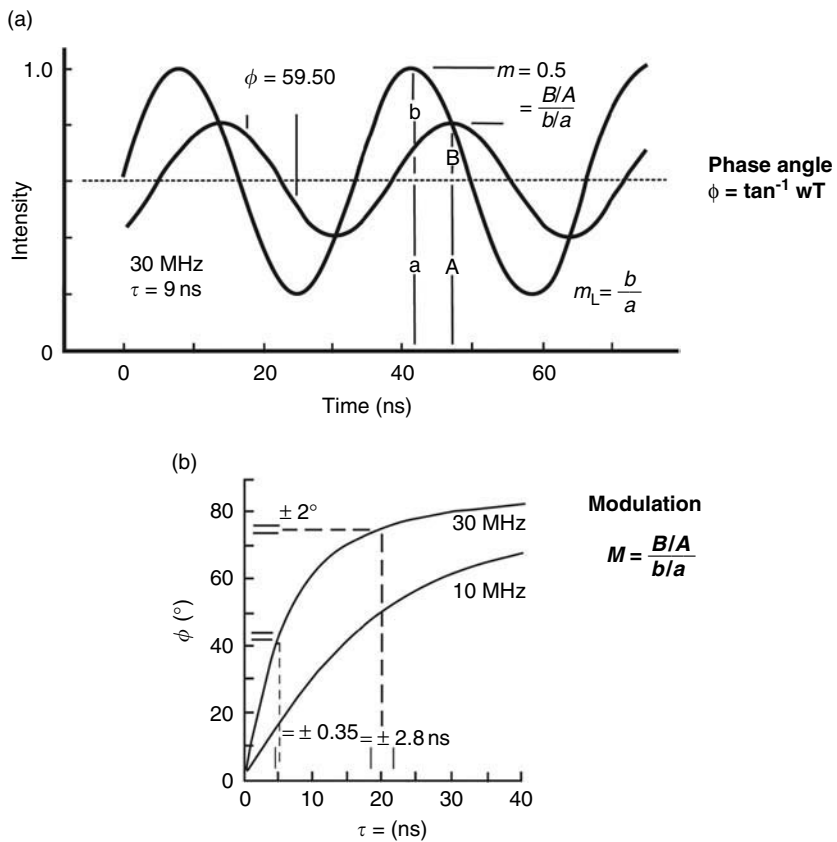 (a)
1.0
ϕ = 59.50
m = 0.5
= B/A
b/a
b
B
a
A
Intensity
30 MHz
τ = 9 ns
m_L = b
a
0
0
20
40
60
Time (ns)
Phase angle
ϕ = tan⁻¹ wT
(b)
80
60
40
20
0
ϕ (°)
± 2°
30 MHz
10 MHz
= ± 0.35
= ± 2.8 ns
0
10
20
30
40
τ = (ns)
Modulation
M = B/A
b/a